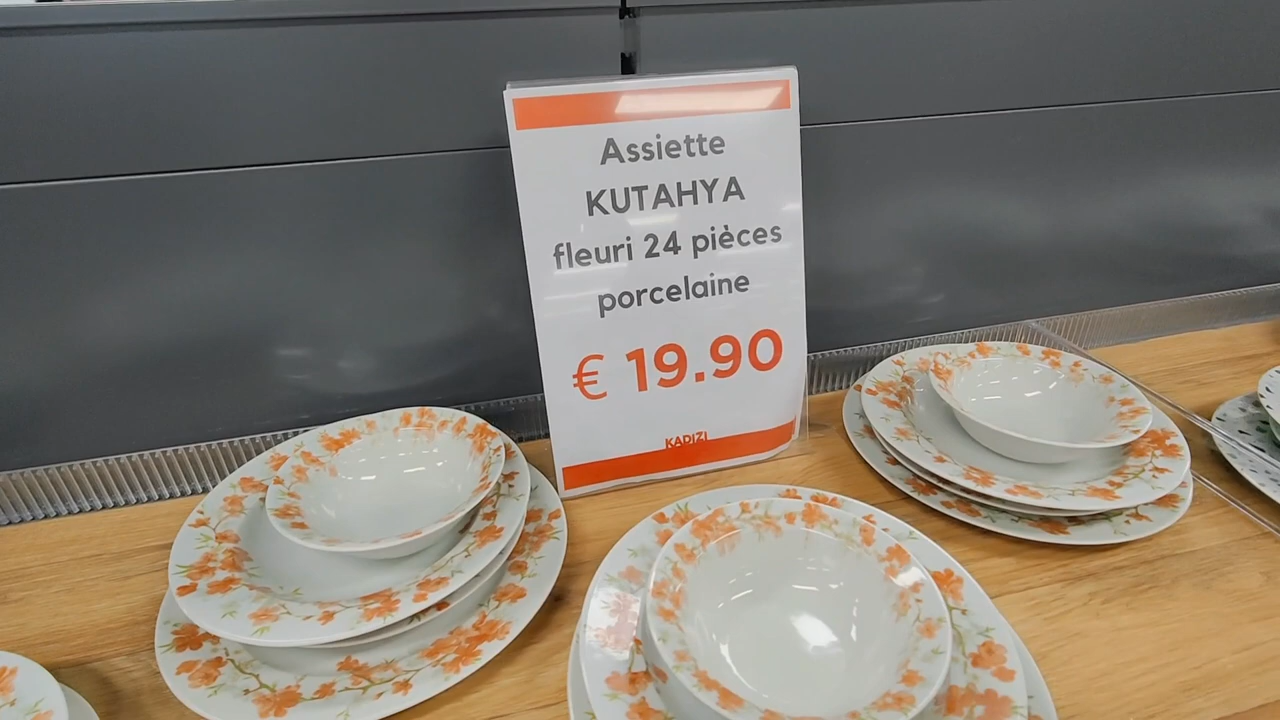 Assiette
KUTAHYA
fleuri 24 pièces
porcelaine
€ 19.90
KADIZI